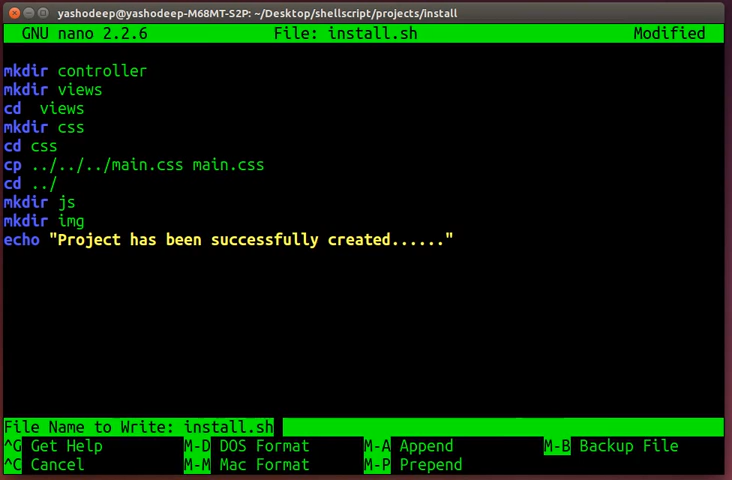 yashodeep@yashodeep-M68MT-S2P: ~/Desktop/shellscript/projects/install
GNU nano 2.2.6 File: install.sh Modified
mkdir controller
mkdir views
cd  views
mkdir css
cd css
cp ../../../main.css main.css
cd ../
mkdir js
mkdir img
echo "Project has been successfully created......"
File Name to Write: install.sh
^G Get Help M-D DOS Format M-A Append M-B Backup File
^C Cancel M-M Mac Format M-P Prepend